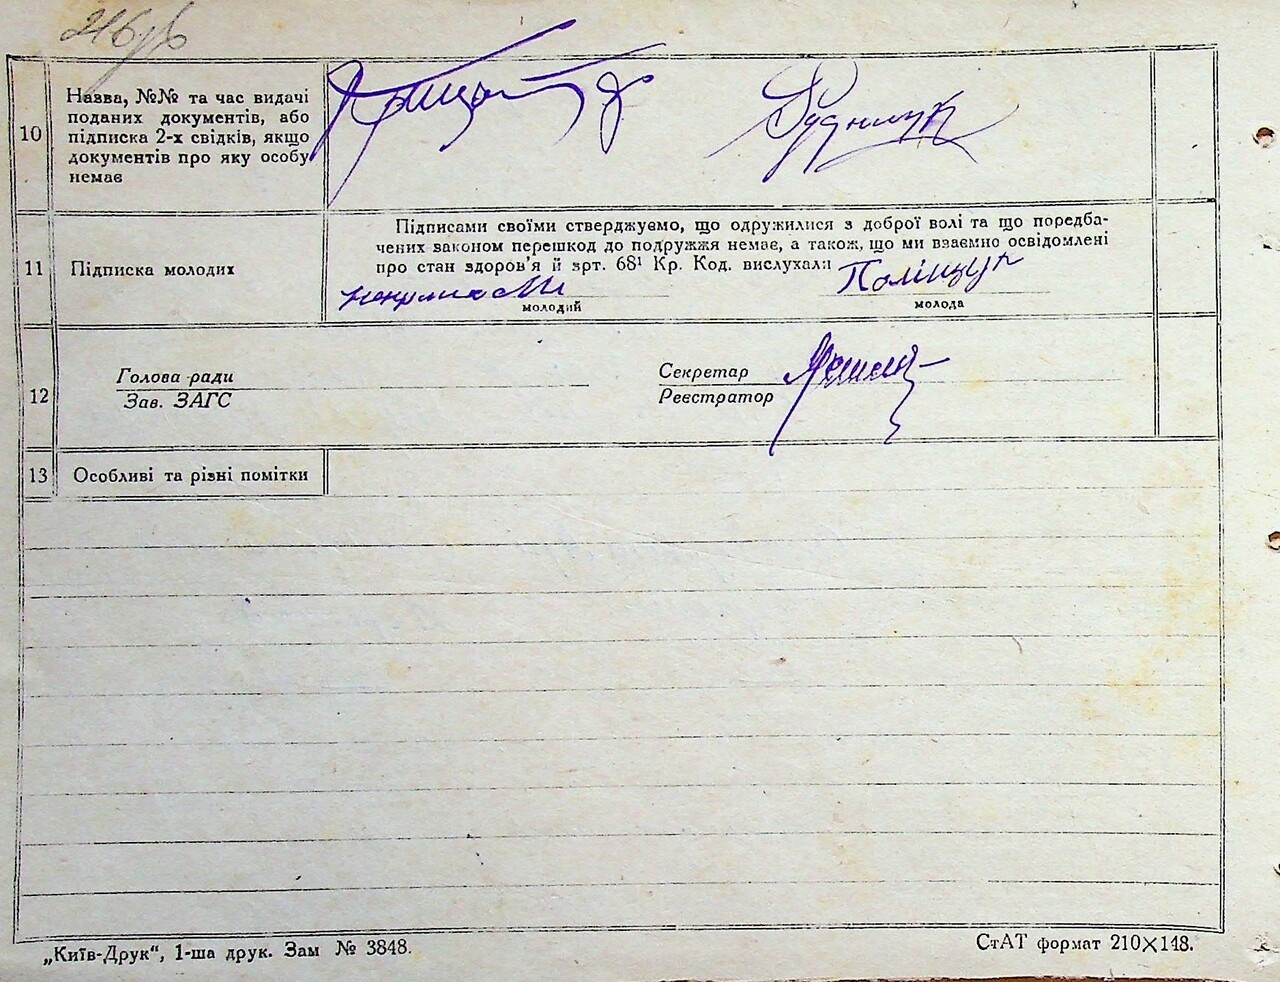 216зв
10
Назва, №№ та час видачі
поданих документів, або
підписка 2-х свідків, якщо
документів про яку особу
немає
Рудницук
11
Підписка молодих
Підписами своїми стверджуємо, що одружилися з доброї волі та що передба-
чених законом перешкод до подружжя немає, а також, що ми взаємно освідомлені
про стан здоров'я й зрт. 68¹ Кр. Код. вислухали Поліщук
молодий
молода
12
Голова ради
Зав. ЗАГС
Секретар
Реєстратор
13
Особливі та різні помітки
„Київ-Друк“, 1-ша друк. Зам № 3848.
СтАТ формат 210×148.